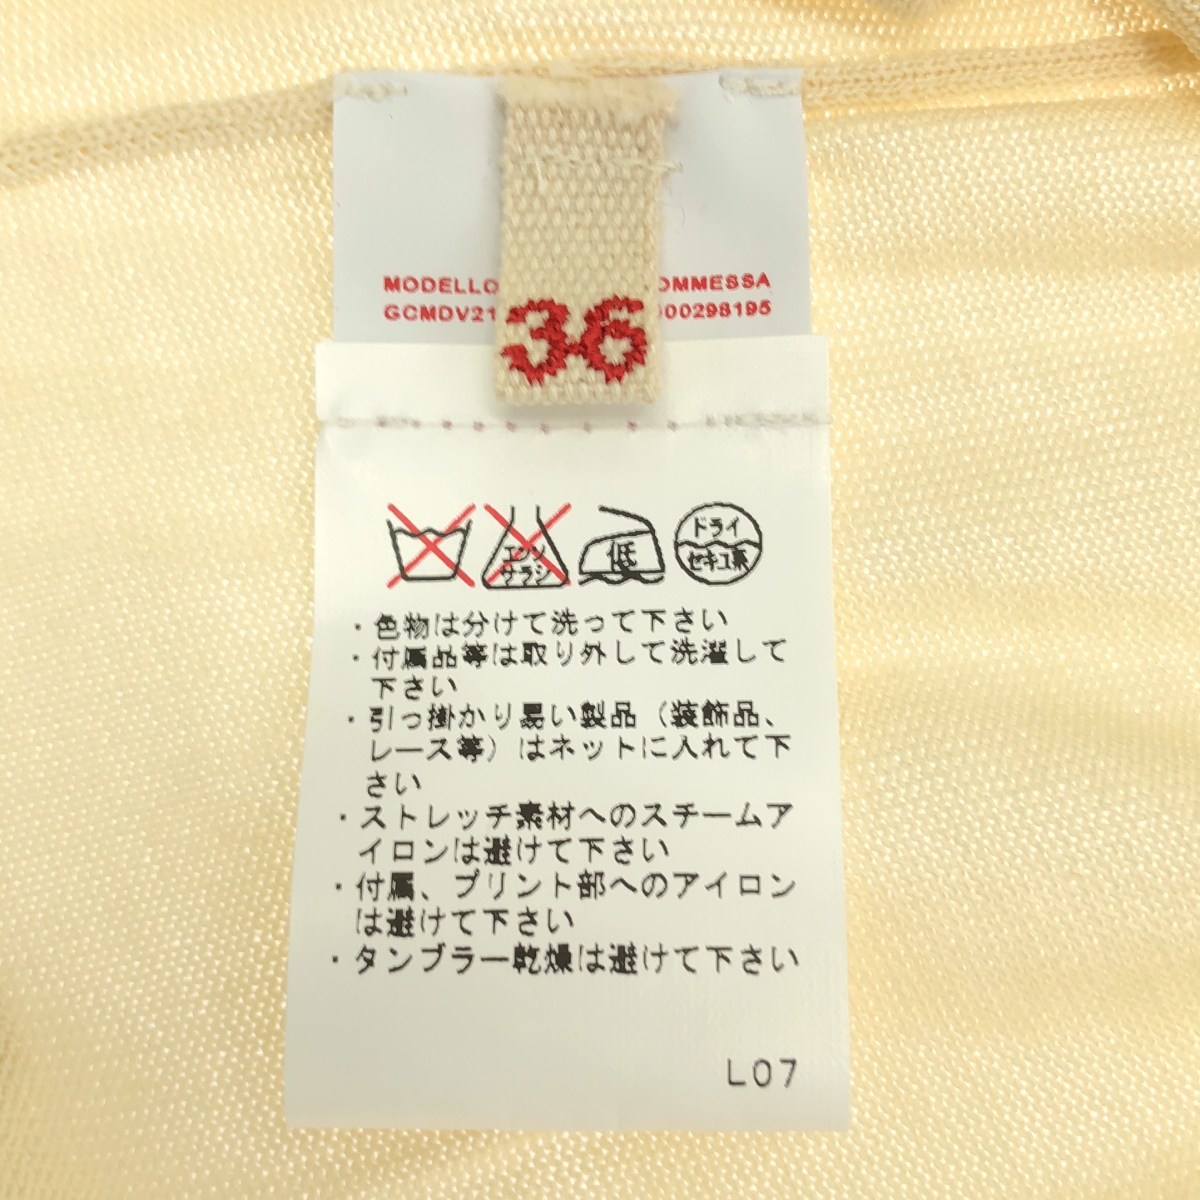 MODELLO OMMESSA
GCMDV21 000298195
36
エンソ
サラシ
低
ドライ
セキユ系
・色物は分けて洗って下さい
・付属品等は取り外して洗濯して
下さい
・引っ掛かり易い製品（装飾品、
レース等）はネットに入れて下
さい
・ストレッチ素材へのスチームア
イロンは避けて下さい
・付属、プリント部へのアイロン
は避けて下さい
・タンブラー乾燥は避けて下さい
L07